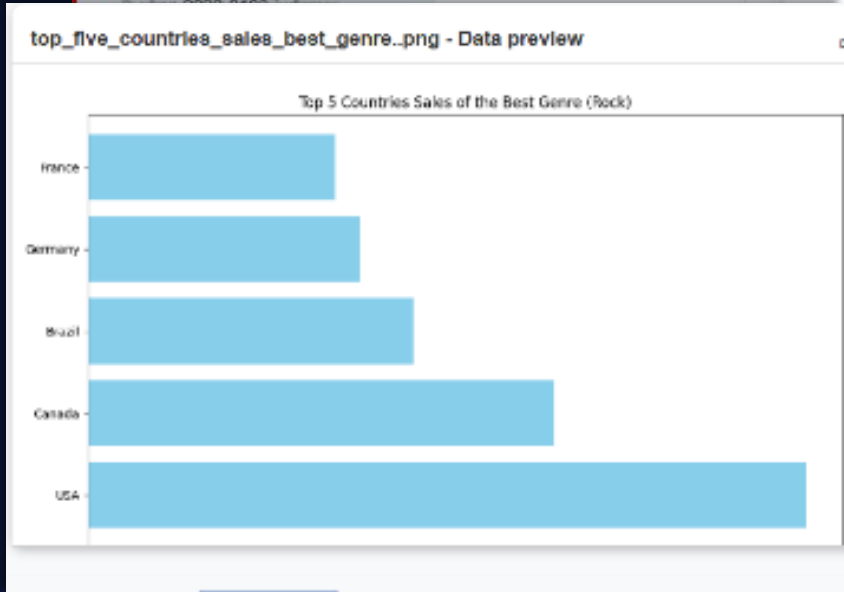 top_five_countries_sales_best_genre..png - Data preview
Top 5 Countries Sales of the Best Genre (Rock)
France
Germany
Brazil
Canada
USA